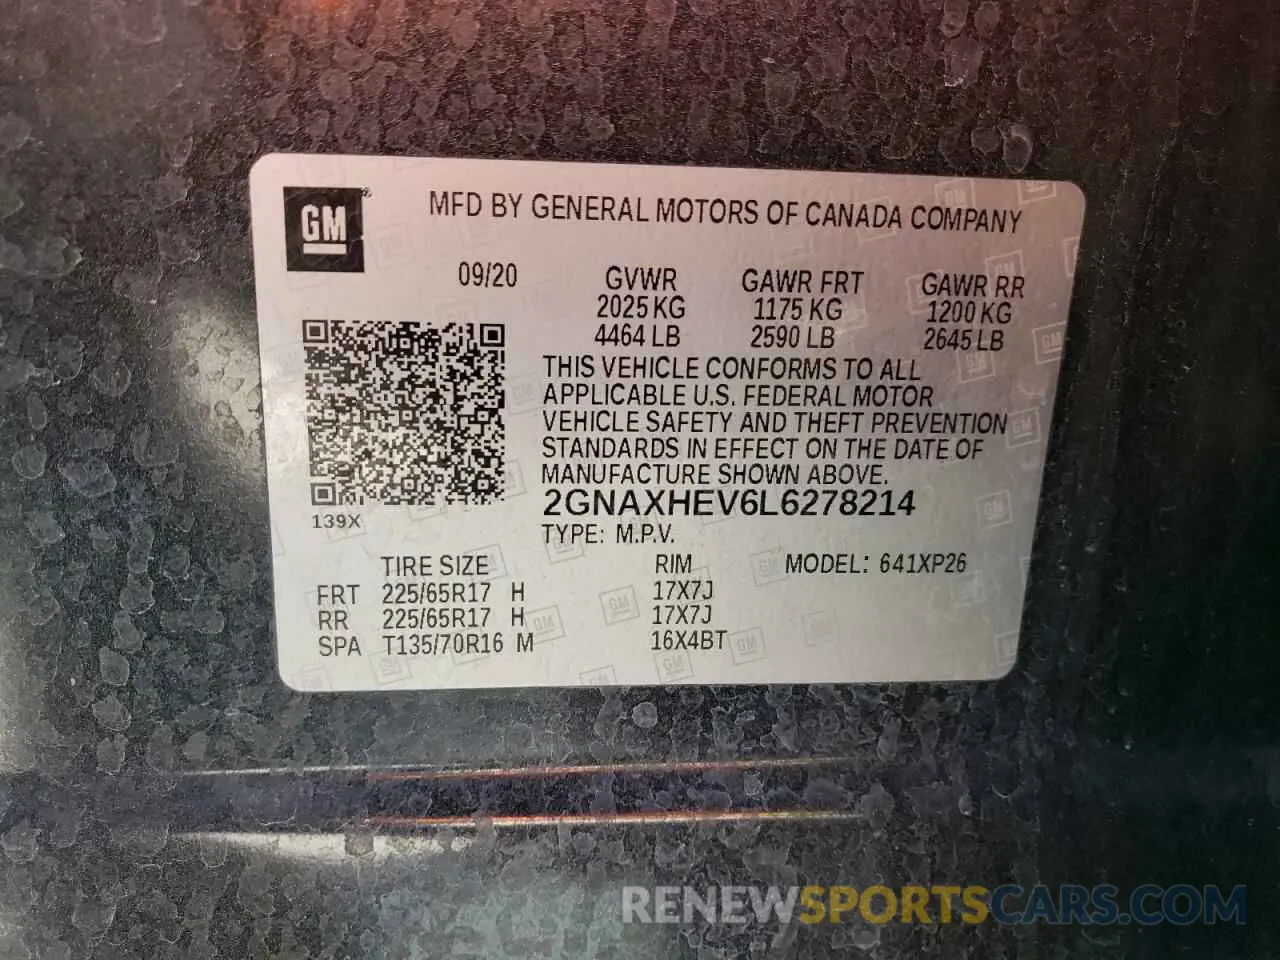 GM®
MFD BY GENERAL MOTORS OF CANADA COMPANY
09/20 GVWR GAWR FRT GAWR RR
2025 KG 1175 KG 1200 KG
4464 LB 2590 LB 2645 LB
THIS VEHICLE CONFORMS TO ALL
APPLICABLE U.S. FEDERAL MOTOR
VEHICLE SAFETY AND THEFT PREVENTION
STANDARDS IN EFFECT ON THE DATE OF
MANUFACTURE SHOWN ABOVE.
2GNAXHEV6L6278214
139X
TYPE: M.P.V.
TIRE SIZE RIM MODEL: 641XP26
FRT 225/65R17 H 17X7J
RR 225/65R17 H 17X7J
SPA T135/70R16 M 16X4BT
RENEWSPORTSCARS.COM